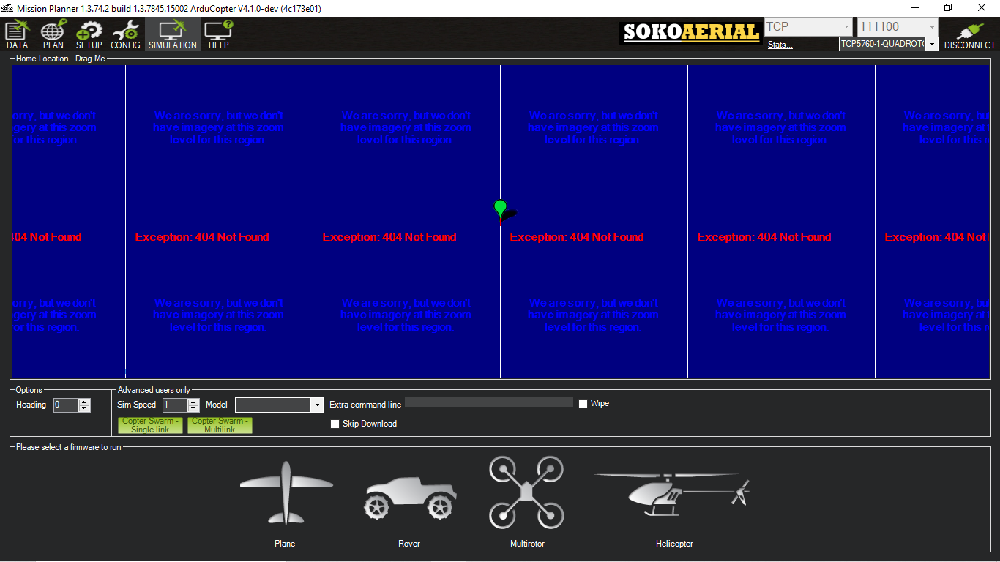 Mission Planner 1.3.74.2 build 1.3.7845.15002 ArduCopter V4.1.0-dev (4c173e01)
DATA PLAN SETUP CONFIG SIMULATION HELP
SOKOAERIAL
TCP
111100
Stats...
TCP5760-1-QUADROT
DISCONNECT
Home Location - Drag Me
orry, but we don't
agery at this zoom
for this region.
We are sorry, but we don't
have imagery at this zoom
level for this region.
We are sorry, but we don't
have imagery at this zoom
level for this region.
We are sorry, but we don't
have imagery at this zoom
level for this region.
We are sorry, but we don't
have imagery at this zoom
level for this region.
We are sorry, bu
have imagery at t
level for this r
404 Not Found
Exception: 404 Not Found
Exception: 404 Not Found
Exception: 404 Not Found
Exception: 404 Not Found
Exception: 404 Not
orry, but we don't
agery at this zoom
for this region.
We are sorry, but we don't
have imagery at this zoom
level for this region.
We are sorry, but we don't
have imagery at this zoom
level for this region.
We are sorry, but we don't
have imagery at this zoom
level for this region.
We are sorry, but we don't
have imagery at this zoom
level for this region.
We are sorry, bu
have imagery at t
level for this r
Options
Heading 0
Advanced users only
Sim Speed 1 Model Extra command line Wipe
Copter Swarm -
Single link
Copter Swarm -
Multilink
Skip Download
Please select a firmware to run
Plane Rover Multirotor Helicopter